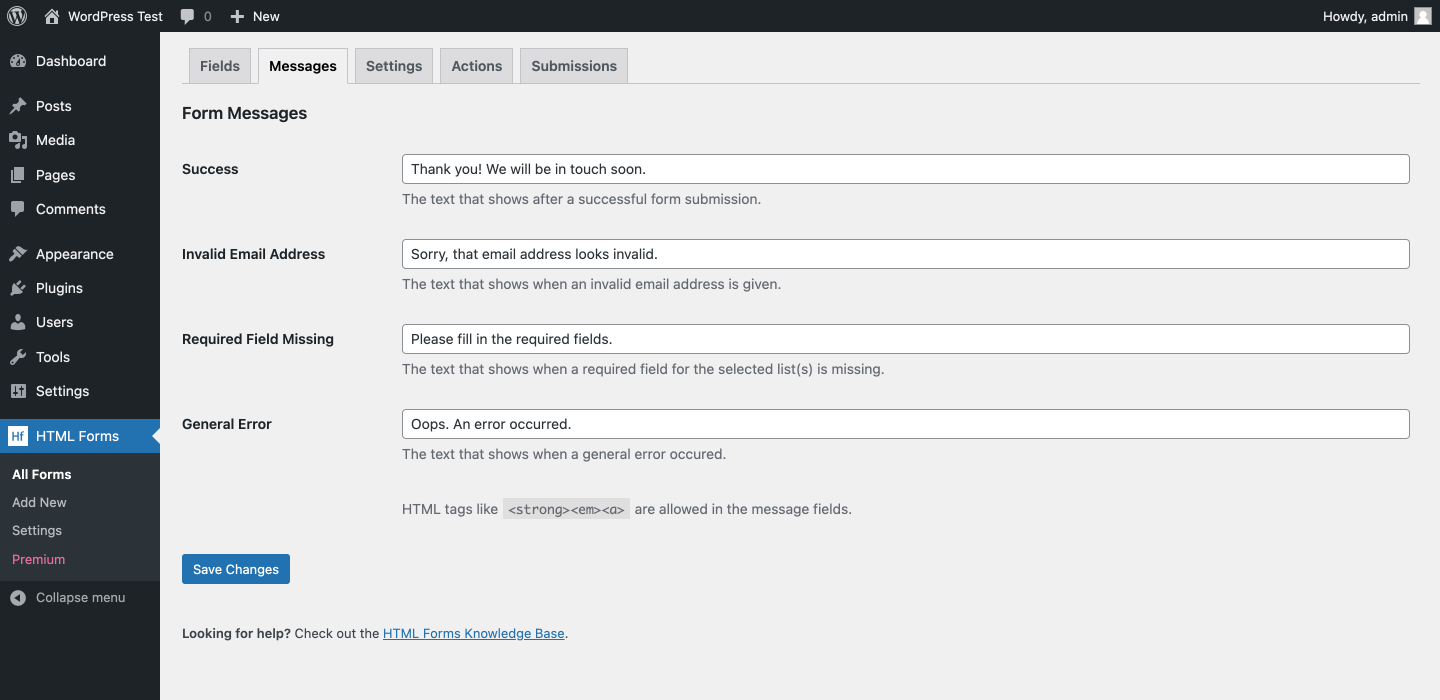 WordPress Test 0 New Howdy, admin
Dashboard
Posts
Media
Pages
Comments
Appearance
Plugins
Users
Tools
Settings
Hf HTML Forms
All Forms
Add New
Settings
Premium
Collapse menu
Fields Messages Settings Actions Submissions
Form Messages
Success Thank you! We will be in touch soon.
The text that shows after a successful form submission.
Invalid Email Address Sorry, that email address looks invalid.
The text that shows when an invalid email address is given.
Required Field Missing Please fill in the required fields.
The text that shows when a required field for the selected list(s) is missing.
General Error Oops. An error occurred.
The text that shows when a general error occured.
HTML tags like <strong><em><a> are allowed in the message fields.
Save Changes
Looking for help? Check out the HTML Forms Knowledge Base.